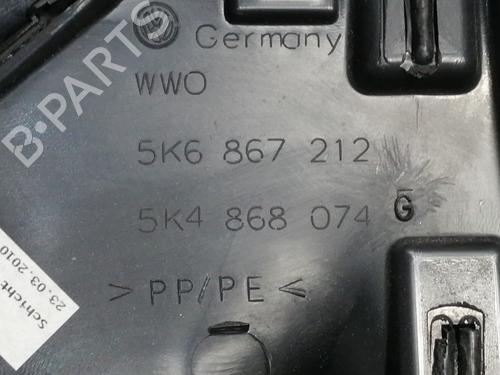 Germany
WWO
5K6 867 212
5K4 868 074 G
>PP/PE<
Schicht
23.03.2010
B-PARTS